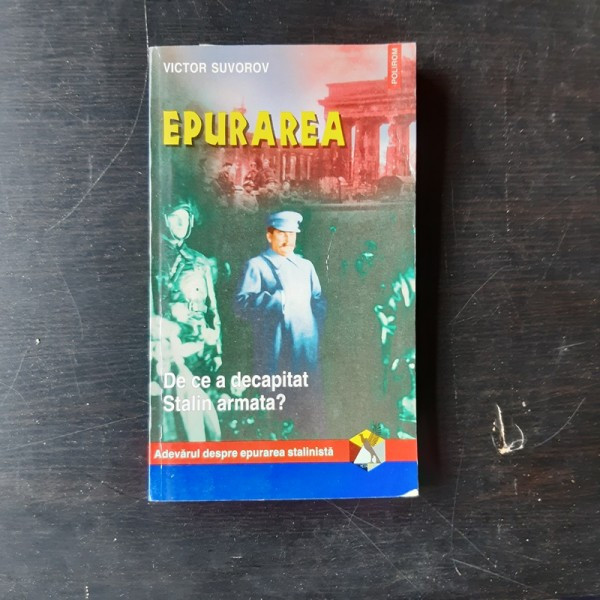 VICTOR SUVOROV
POLIROM
EPURAREA
De ce a decapitat
Stalin armata?
Adevărul despre epurarea stalinistă